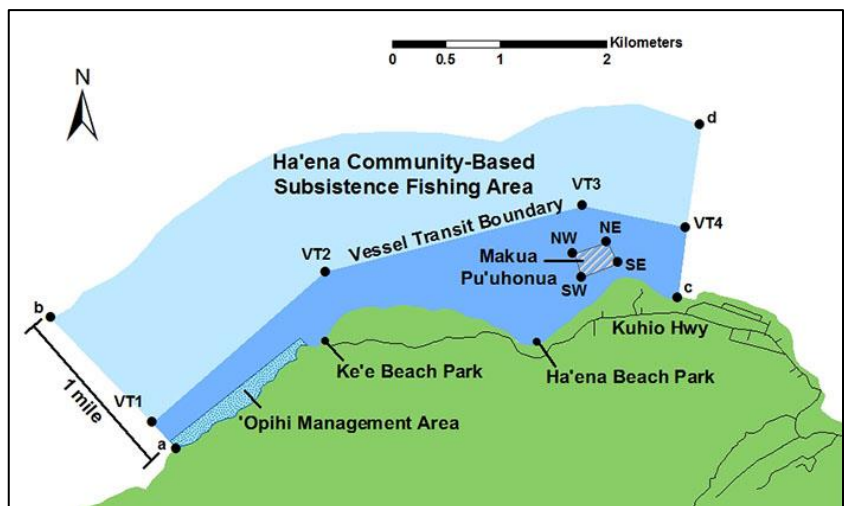 Kilometers
0 0.5 1 2
N
d
Ha'ena Community-Based
Subsistence Fishing Area
VT3
Vessel Transit Boundary
VT4
VT2
NE
NW
Makua
SE
Pu'uhonua
SW
c
b
Kuhio Hwy
Ke'e Beach Park
Ha'ena Beach Park
1 mile
VT1
'Opihi Management Area
a